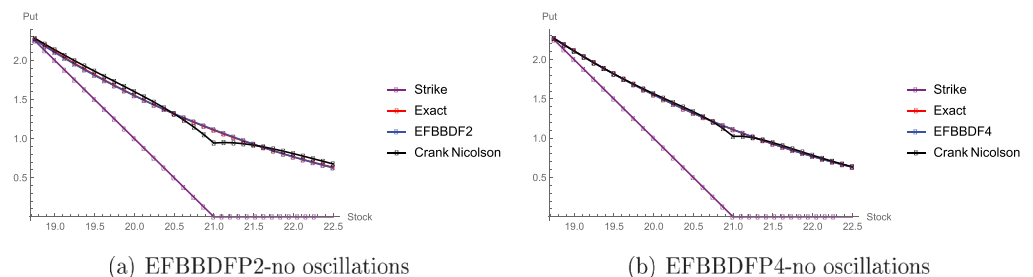 Put
2.0
1.5
1.0
0.5
19.0 19.5 20.0 20.5 21.0 21.5 22.0 22.5
Stock
Strike
Exact
EFBBDF2
Crank Nicolson
(a) EFBBDFP2-no oscillations
Put
2.0
1.5
1.0
0.5
19.0 19.5 20.0 20.5 21.0 21.5 22.0 22.5
Stock
Strike
Exact
EFBBDF4
Crank Nicolson
(b) EFBBDFP4-no oscillations